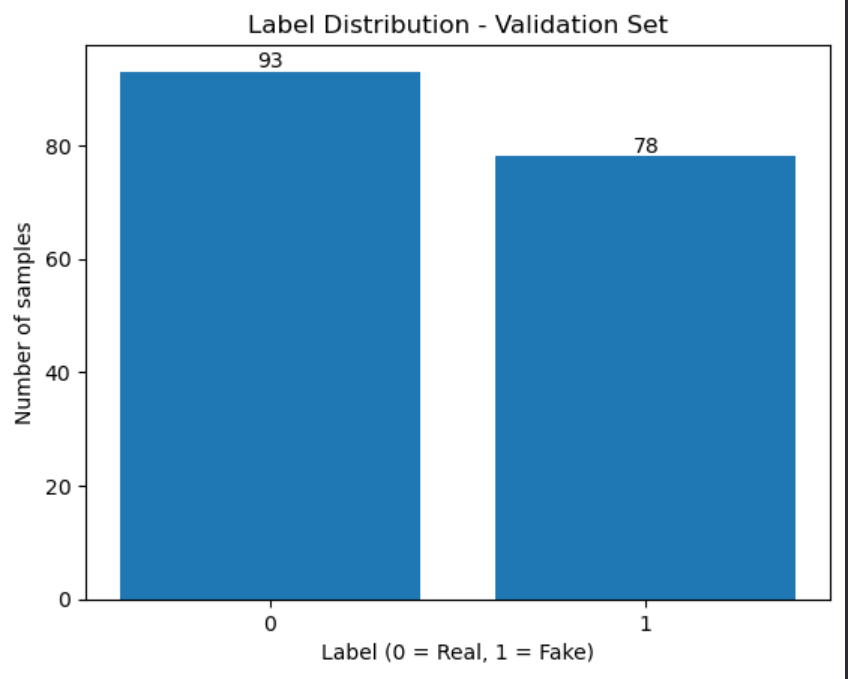 Label Distribution - Validation Set
93
78
80
60
40
20
0
Number of samples
0 1
Label (0 = Real, 1 = Fake)